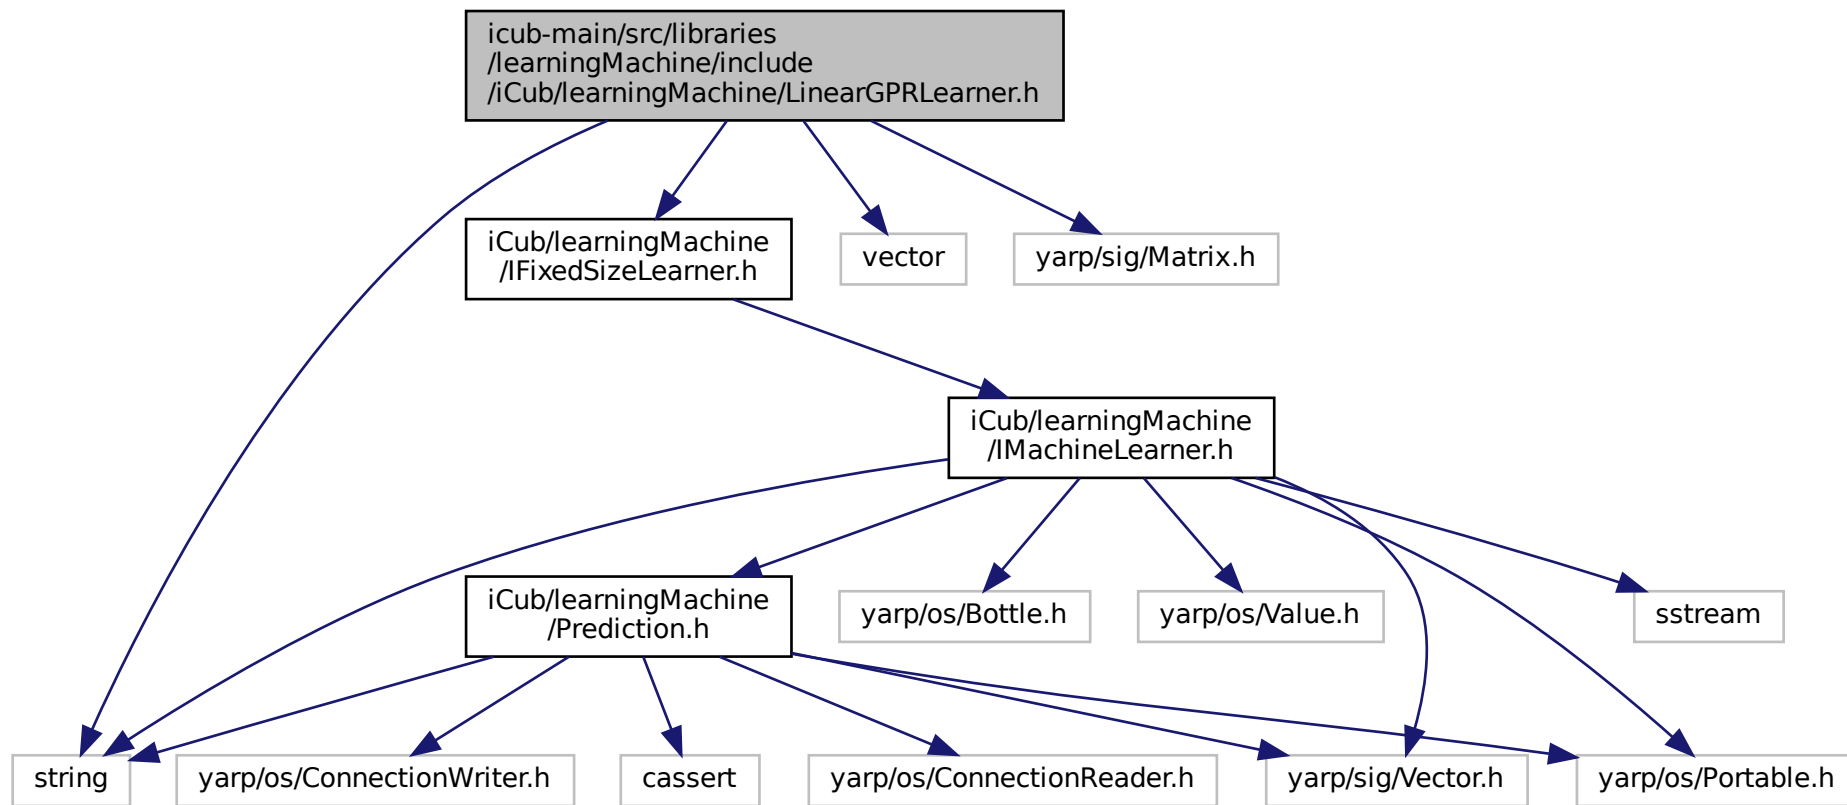 icub-main/src/libraries
/learningMachine/include
/iCub/learningMachine/LinearGPRLearner.h
iCub/learningMachine
/IFixedSizeLearner.h
vector
yarp/sig/Matrix.h
iCub/learningMachine
/IMachineLearner.h
iCub/learningMachine
/Prediction.h
yarp/os/Bottle.h
yarp/os/Value.h
sstream
string
yarp/os/ConnectionWriter.h
cassert
yarp/os/ConnectionReader.h
yarp/sig/Vector.h
yarp/os/Portable.h